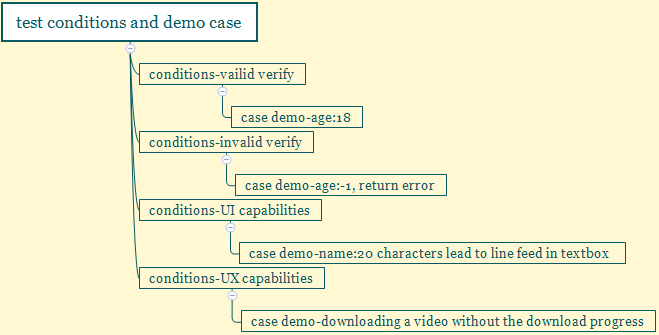 test conditions and demo case
conditions-vailid verify
case demo-age:18
conditions-invalid verify
case demo-age:-1, return error
conditions-UI capabilities
case demo-name:20 characters lead to line feed in textbox
conditions-UX capabilities
case demo-downloading a video without the download progress